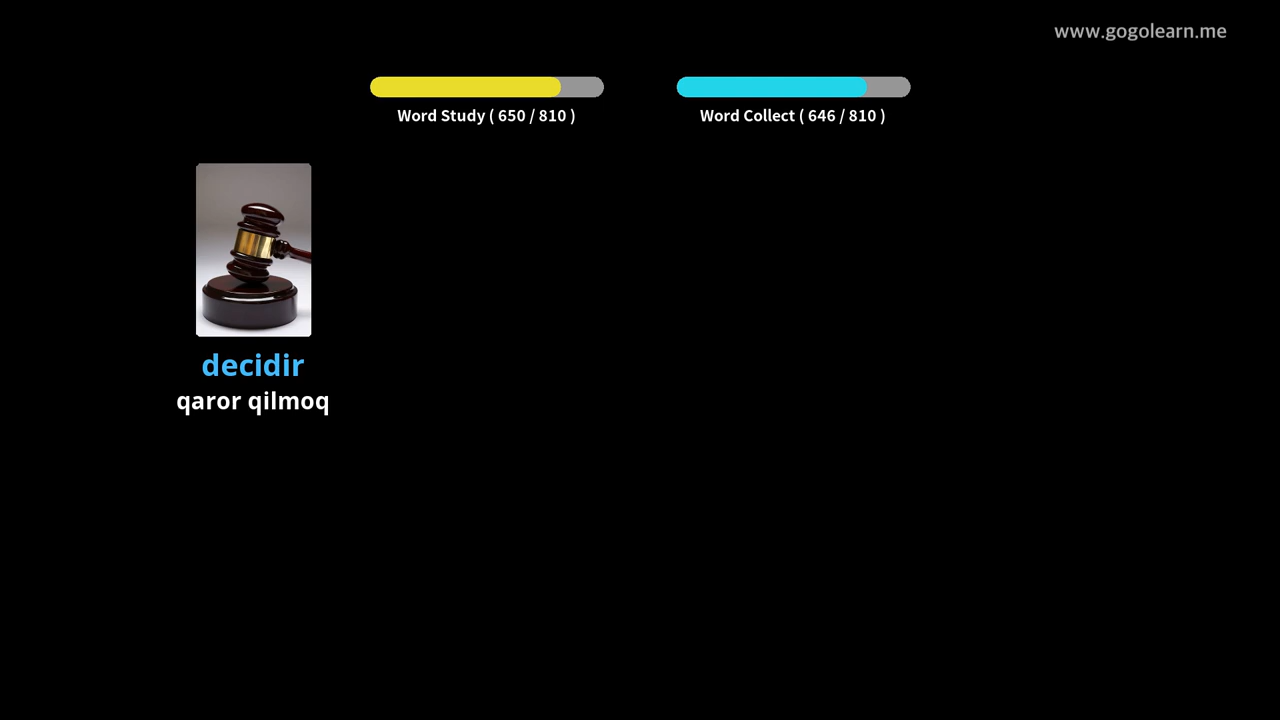 www.gogolearn.me
Word Study ( 650 / 810 )
Word Collect ( 646 / 810 )
decidir
qaror qilmoq